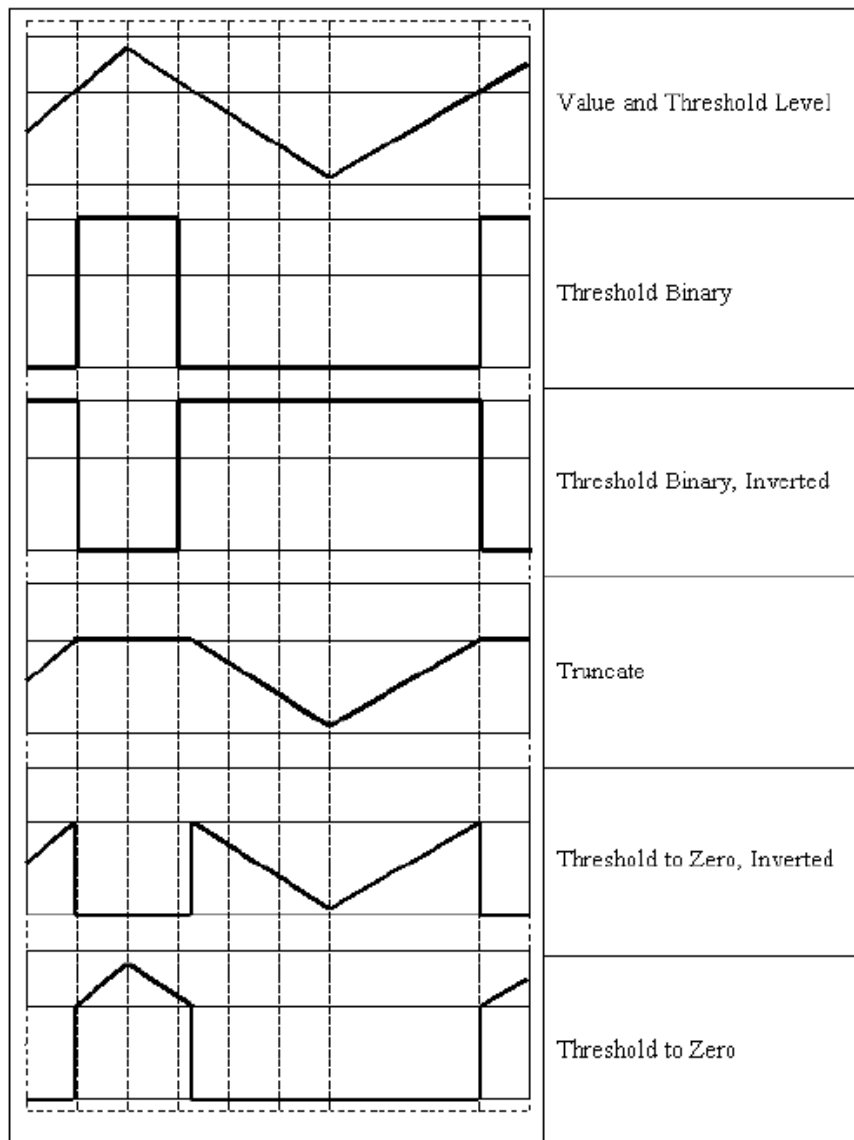 Value and Threshold Level
Threshold Binary
Threshold Binary, Inverted
Truncate
Threshold to Zero, Inverted
Threshold to Zero